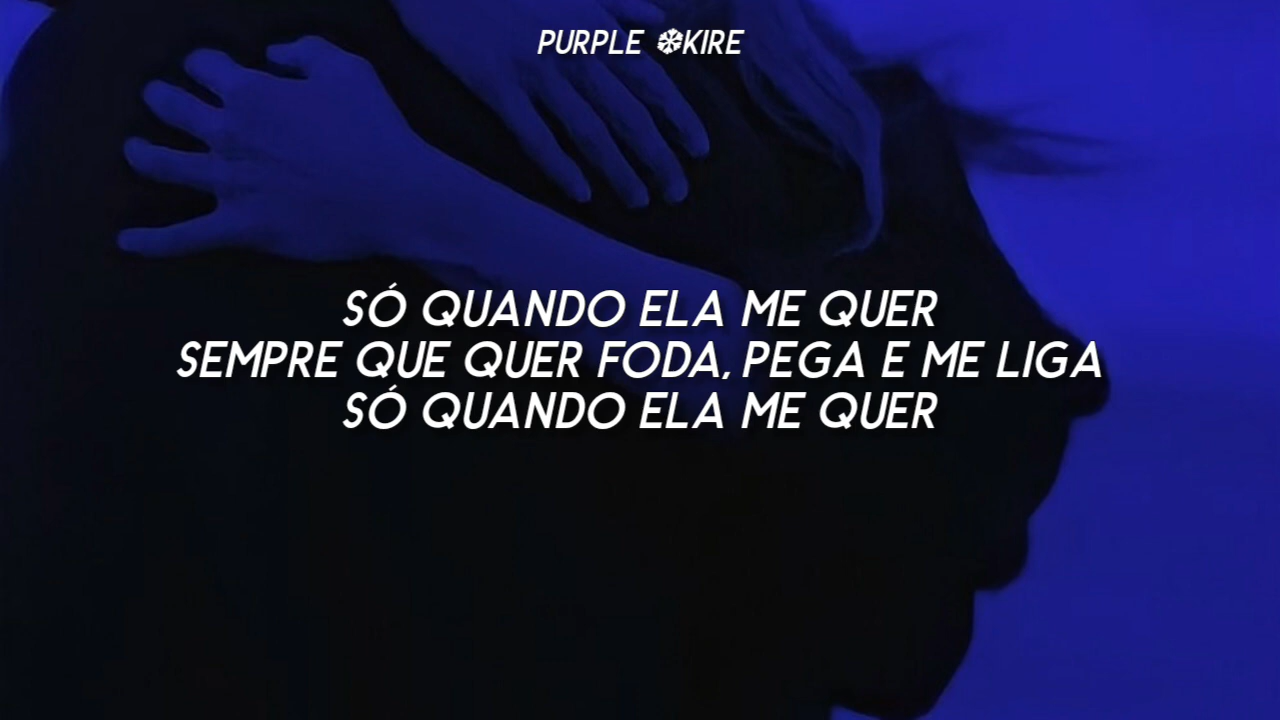 PURPLE ❄KIRE
SÓ QUANDO ELA ME QUER
SEMPRE QUE QUER FODA, PEGA E ME LIGA
SÓ QUANDO ELA ME QUER